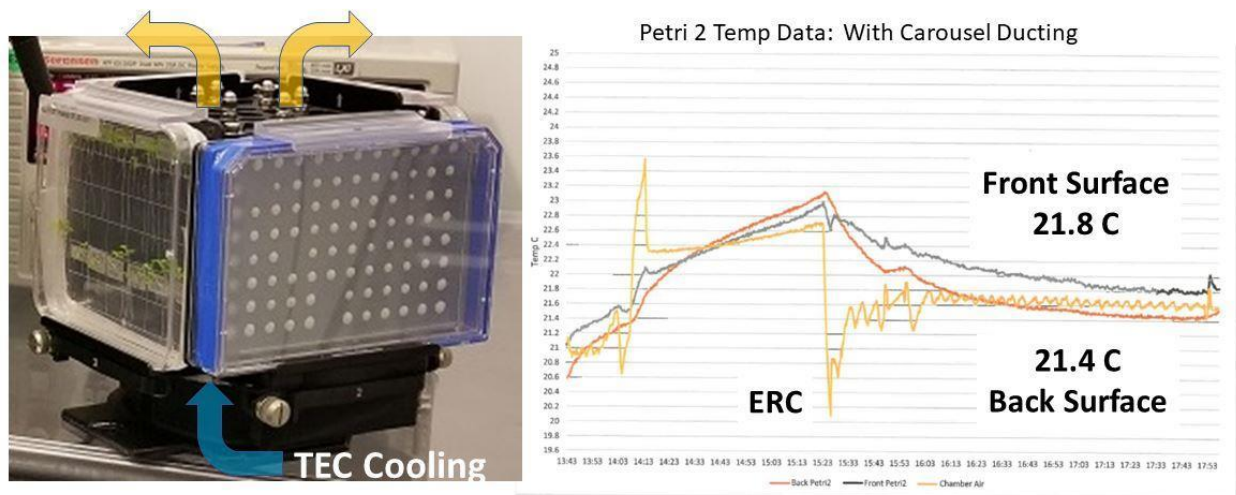 Petri 2 Temp Data: With Carousel Ducting
SORENSEN
TEC Cooling
2
3
25
24.8
24.6
24.4
24.2
24
23.8
23.6
23.4
23.2
23
22.8
22.6
22.4
22.2
22
21.8
21.6
21.4
21.2
21
20.8
20.6
20.4
20.2
20
19.8
19.6
Temp C
Front Surface
21.8 C
21.4 C
Back Surface
ERC
13:43 13:53 14:03 14:13 14:23 14:33 14:43 14:53 15:03 15:13 15:23 15:33 15:43 15:53 16:03 16:13 16:23 16:33 16:43 16:53 17:03 17:13 17:23 17:33 17:43 17:53
Back Petri2 Front Petri2 Chamber Air